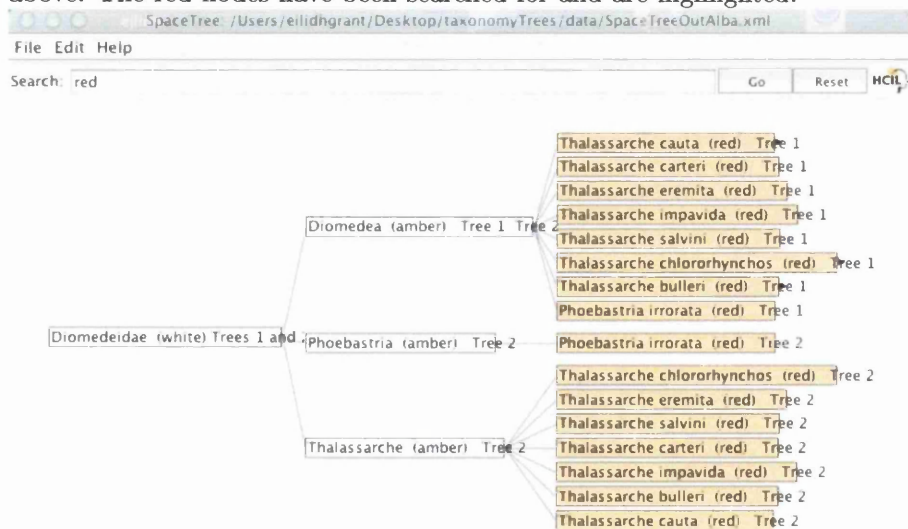 above. The red nodes have been searched for and are highlighted.
SpaceTree /Users/eilidhgrant/Desktop/taxonomyTrees/data/SpaceTreeOutAlba.xml
File Edit Help
Search: red Go Reset HCIL
Thalassarche cauta (red) Tree 1
Thalassarche carteri (red) Tree 1
Thalassarche eremita (red) Tree 1
Thalassarche impavida (red) Tree 1
Diomedea (amber) Tree 1 Tree 2
Thalassarche salvini (red) Tree 1
Thalassarche chlororhynchos (red) Tree 1
Thalassarche bulleri (red) Tree 1
Phoebastria irrorata (red) Tree 1
Diomedeidae (white) Trees 1 and
Phoebastria (amber) Tree 2
Phoebastria irrorata (red) Tree 2
Thalassarche chlororhynchos (red) Tree 2
Thalassarche eremita (red) Tree 2
Thalassarche salvini (red) Tree 2
Thalassarche (amber) Tree 2
Thalassarche carteri (red) Tree 2
Thalassarche impavida (red) Tree 2
Thalassarche bulleri (red) Tree 2
Thalassarche cauta (red) Tree 2